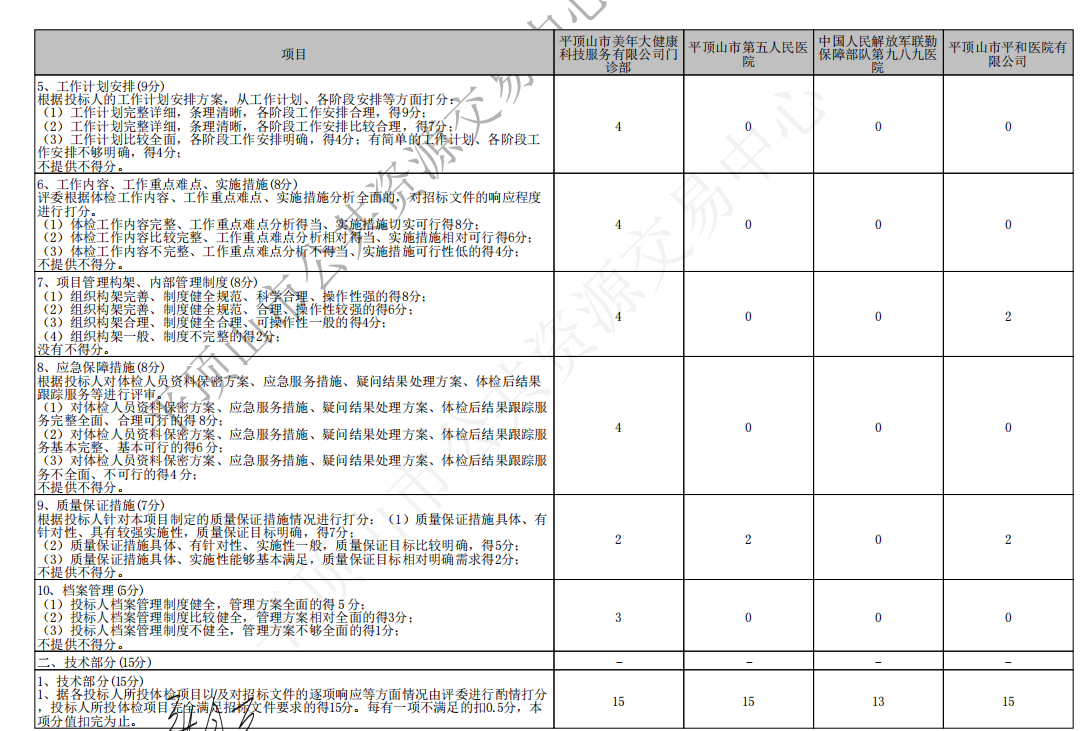 项目
平顶山市美年大健康
科技服务有限公司门
诊部
平顶山市第五人民医
院
中国人民解放军联勤
保障部队第九八九医
院
平顶山市平和医院有
限公司
5、工作计划安排(9分)
根据投标人的工作计划安排方案，从工作计划、各阶段安排等方面打分：
（1）工作计划完整详细，条理清晰，各阶段工作安排合理，得9分；
（2）工作计划完整详细，条理清晰，各阶段工作安排比较合理，得7分；
（3）工作计划比较全面，各阶段工作安排明确，得4分；有简单的工作计划、各阶段工
作安排不够明确，得4分；
不提供不得分。
4
0
0
0
6、工作内容、工作重点难点、实施措施(8分)
评委根据体检工作内容、工作重点难点、实施措施分析全面的，对招标文件的响应程度
进行打分。
（1）体检工作内容完整、工作重点难点分析得当、实施措施切实可行得8分；
（2）体检工作内容比较完整、工作重点难点分析相对得当、实施措施相对可行得6分；
（3）体检工作内容不完整、工作重点难点分析不得当、实施措施可行性低的得4分；
不提供不得分。
4
0
0
0
7、项目管理构架、内部管理制度(8分)
（1）组织构架完善、制度健全规范、科学合理、操作性强的得8分；
（2）组织构架完善、制度健全规范、合理、操作性较强的得6分；
（3）组织构架合理、制度健全合理、可操作性一般的得4分；
（4）组织构架一般、制度不完整的得2分；
没有不得分。
4
0
0
2
8、应急保障措施(8分)
根据投标人对体检人员资料保密方案、应急服务措施、疑问结果处理方案、体检后结果
跟踪服务等进行评审。
（1）对体检人员资料保密方案、应急服务措施、疑问结果处理方案、体检后结果跟踪服
务完整全面、合理可行的得 8分；
（2）对体检人员资料保密方案、应急服务措施、疑问结果处理方案、体检后结果跟踪服
务基本完整、基本可行的得6 分；
（3）对体检人员资料保密方案、应急服务措施、疑问结果处理方案、体检后结果跟踪服
务不全面、不可行的得4 分；
不提供不得分。
4
0
0
0
9、质量保证措施(7分)
根据投标人针对本项目制定的质量保证措施情况进行打分：（1）质量保证措施具体、有
针对性、具有较强实施性，质量保证目标明确，得7分；
（2）质量保证措施具体、有针对性、实施性一般，质量保证目标比较明确，得5分；
（3）质量保证措施具体、实施性能够基本满足，质量保证目标相对明确需求得2分；
不提供不得分。
2
2
0
2
10、档案管理(5分)
（1）投标人档案管理制度健全，管理方案全面的得 5 分；
（2）投标人档案管理制度比较健全，管理方案相对全面的得3分；
（3）投标人档案管理制度不健全，管理方案不够全面的得1分；
不提供不得分。
3
0
0
0
二、技术部分(15分)
－
－
－
－
1、技术部分(15分)
1、据各投标人所投体检项目以及对招标文件的逐项响应等方面情况由评委进行酌情打分
，投标人所投体检项目完全满足招标文件要求的得15分。每有一项不满足的扣0.5分，本
项分值扣完为止。
15
15
13
15
平顶山市公共资源交易中心
平顶山市公共资源交易中心